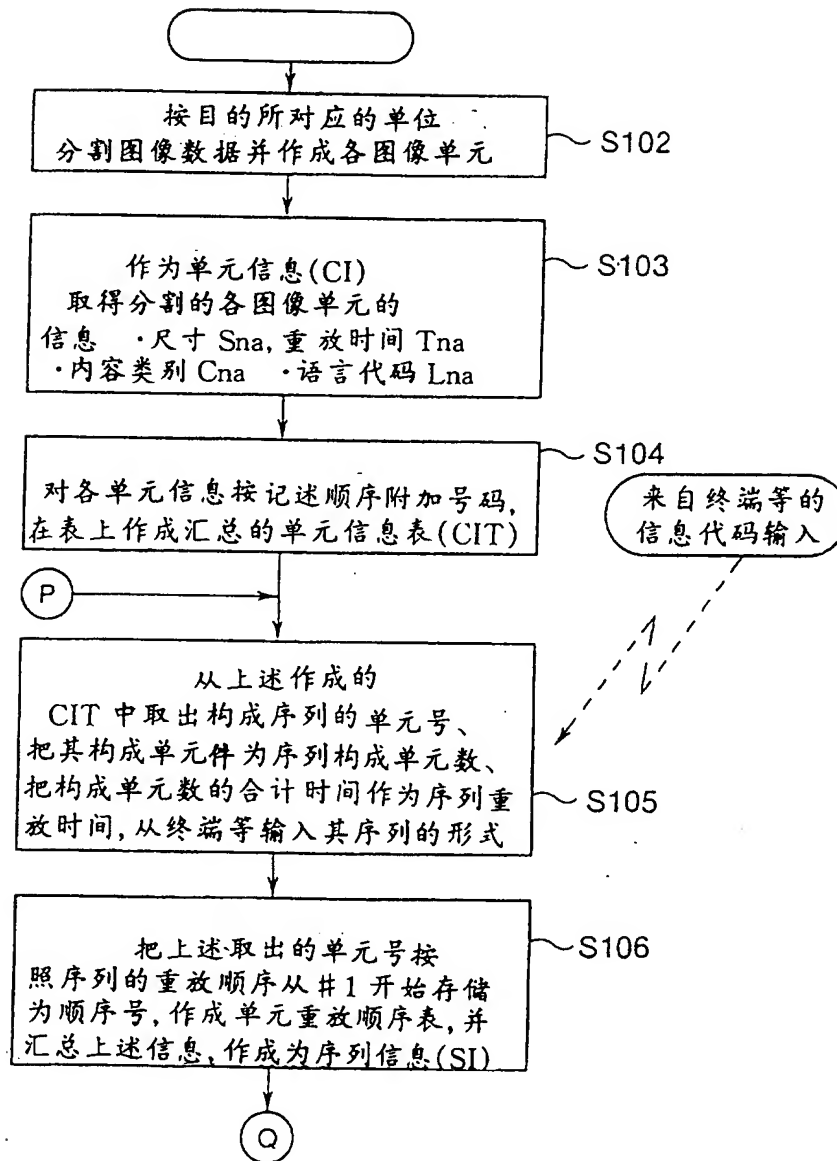 按目的所对应的单位
分割图像数据并作成各图像单元
S102
作为单元信息(CI)
取得分割的各图像单元的
信息 ·尺寸 Sna,重放时间 Tna
·内容类别 Cna ·语言代码 Lna
S103
对各单元信息按记述顺序附加号码,
在表上作成汇总的单元信息表(CIT)
S104
来自终端等的
信息代码输入
P
从上述作成的
CIT 中取出构成序列的单元号、
把其构成单元件为序列构成单元数、
把构成单元数的合计时间作为序列重
放时间,从终端等输入其序列的形式
S105
把上述取出的单元号按
照序列的重放顺序从#1开始存储
为顺序号,作成单元重放顺序表,并
汇总上述信息,作成为序列信息(SI)
S106
Q